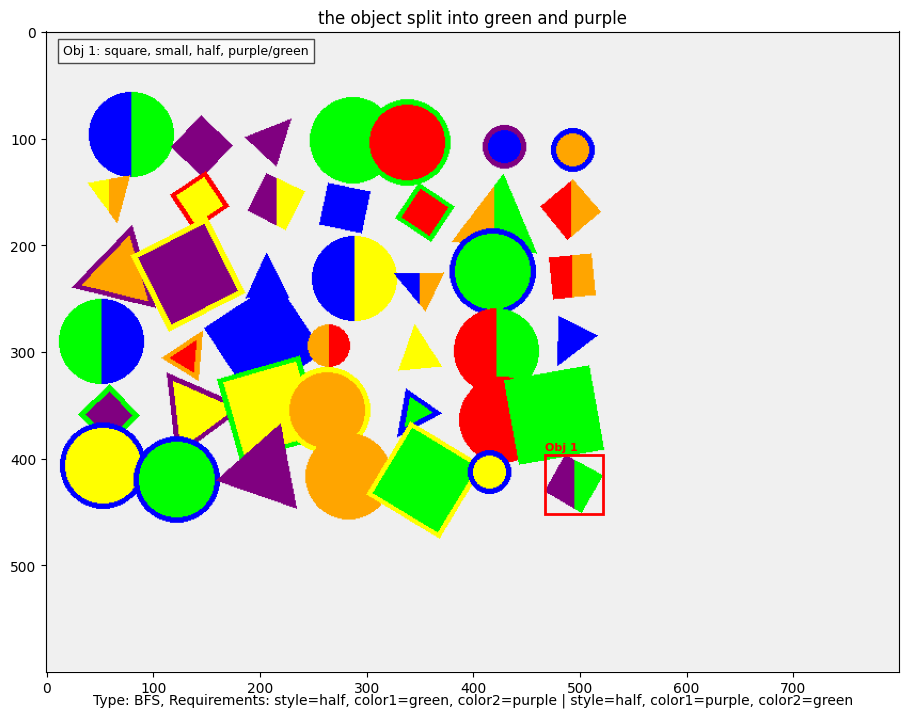 the object split into green and purple
0
Obj 1: square, small, half, purple/green
100
200
300
400
Obj 1
500
0 100 200 300 400 500 600 700
Type: BFS, Requirements: style=half, color1=green, color2=purple | style=half, color1=purple, color2=green